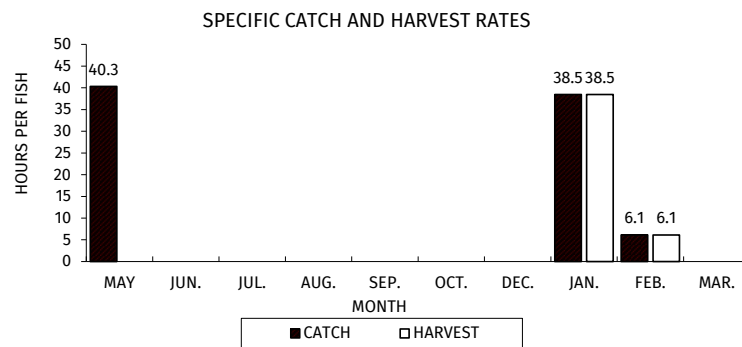 SPECIFIC CATCH AND HARVEST RATES
HOURS PER FISH
50
45
40
35
30
25
20
15
10
5
0
40.3
38.5 38.5
6.1 6.1
MAY JUN. JUL. AUG. SEP. OCT. DEC. JAN. FEB. MAR.
MONTH
CATCH HARVEST